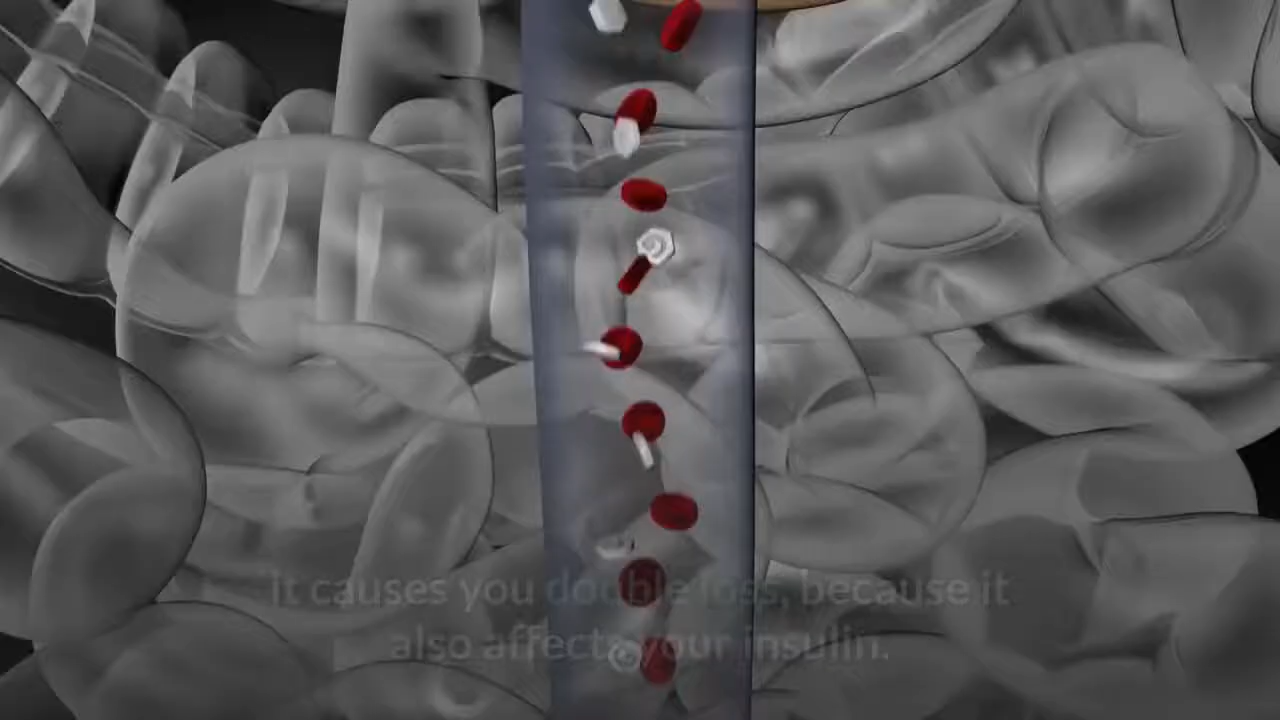 it causes you double loss, because it
also affects your insulin.